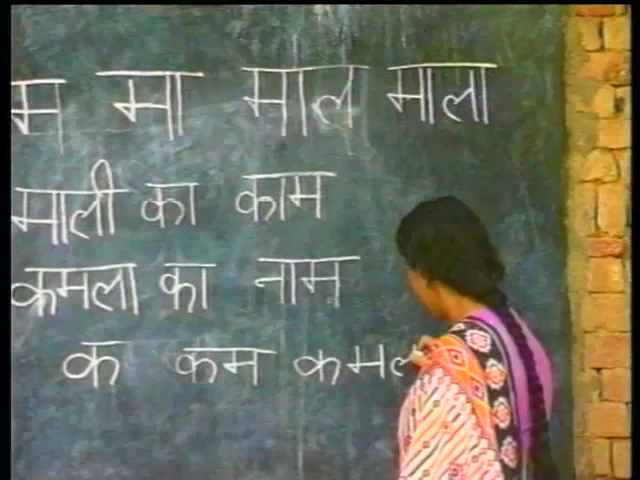 म मा माल माला
माली का काम
कमला का नाम
क कम कमल